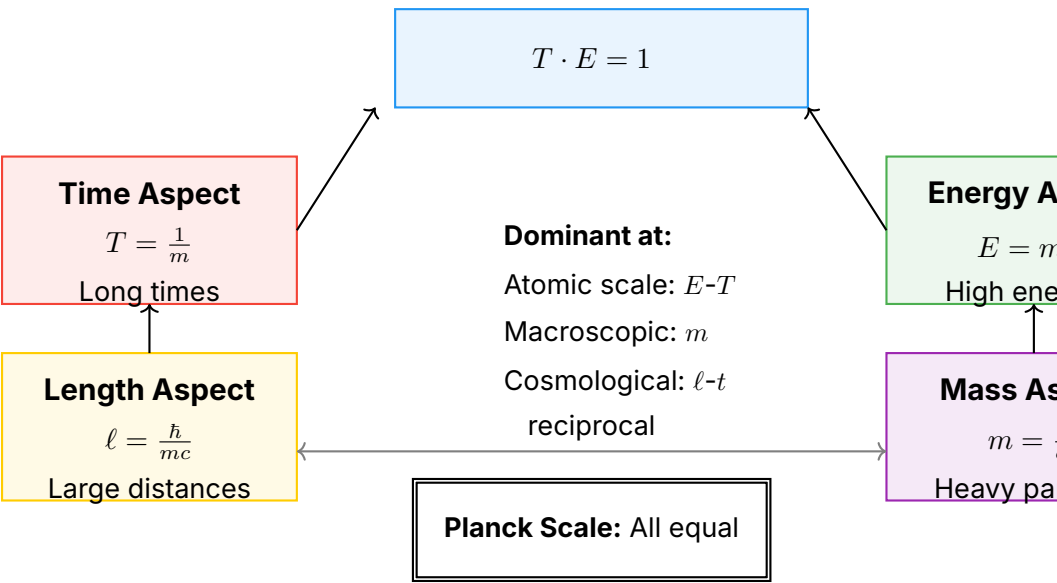 T · E = 1
Time Aspect
T = 1/m
Long times
Energy A
E = m
High ene
Dominant at:
Atomic scale: E-T
Macroscopic: m
Cosmological: ℓ-t
reciprocal
Length Aspect
ℓ = ħ/mc
Large distances
Mass As
m =
Heavy pa
Planck Scale: All equal